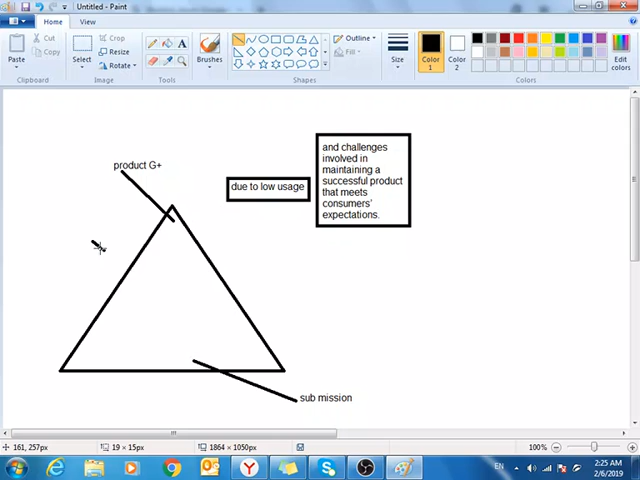 Untitled - Paint
Home
View
Paste
Cut
Copy
Clipboard
Select
Crop
Resize
Rotate
Image
A
Tools
Brushes
Outline
Fill
Shapes
Size
Color 1
Color 2
Edit colors
Colors
product G+
due to low usage
and challenges
involved in
maintaining a
successful product
that meets
consumers'
expectations.
sub mission
161, 257px
19 × 15px
1864 × 1050px
100%
EN
2:25 AM
2/6/2019